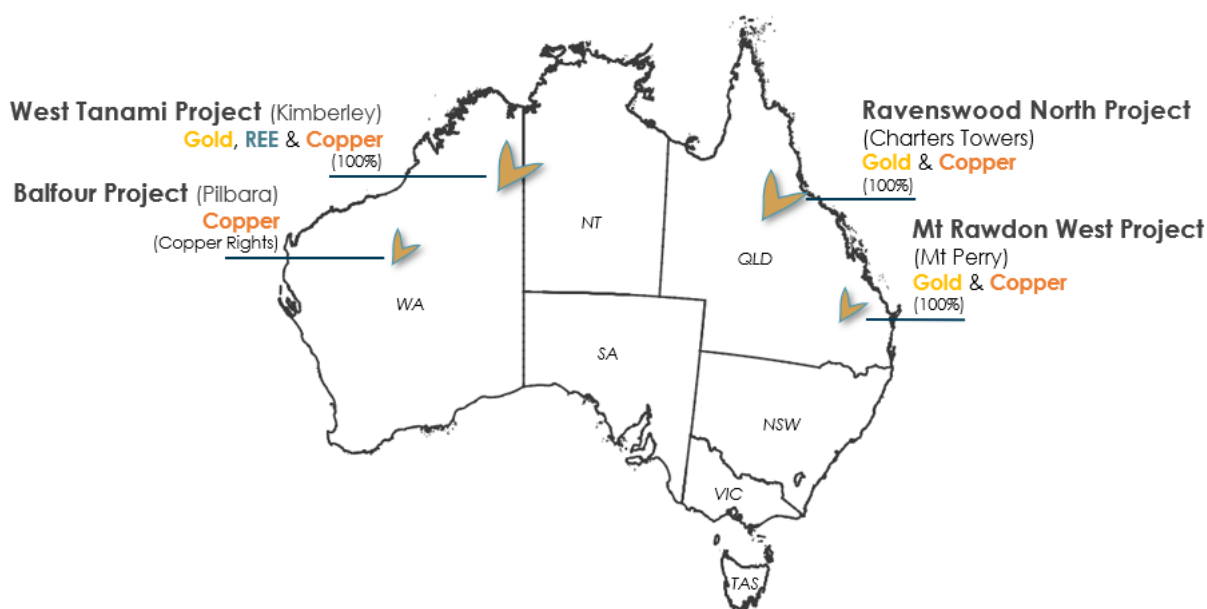 West Tanami Project (Kimberley)
Gold, REE & Copper
(100%)
Balfour Project (Pilbara)
Copper
(Copper Rights)
Ravenswood North Project
(Charters Towers)
Gold & Copper
(100%)
Mt Rawdon West Project
(Mt Perry)
Gold & Copper
(100%)
NT
QLD
WA
SA
NSW
VIC
TAS